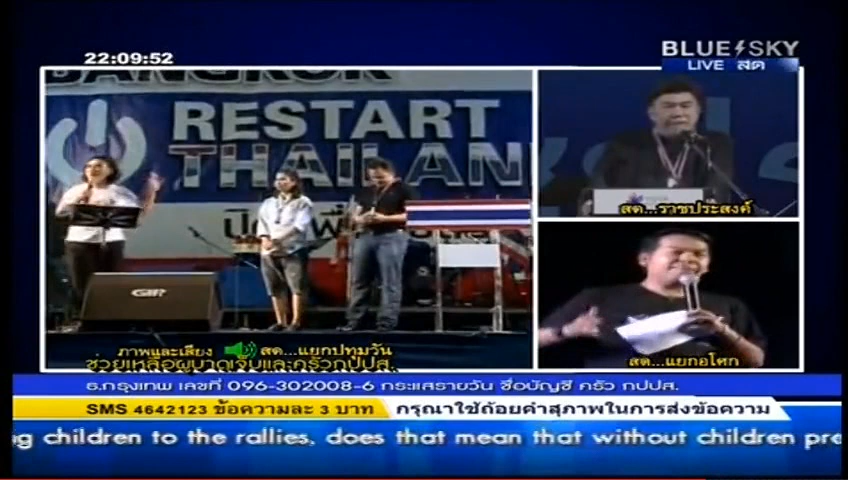 22:09:52
BLUE SKY
LIVE สด
BANGKOK
RESTART
THAILAN
สด...ราชประสงค์
GIP
ภาพและเสียง สด...แยกปทุมวัน
สด...แยกอโศก
ช่วยเหลือผู้บาดเจ็บและครัวกปปส.
ธ.กรุงเทพ เลขที่ 096-302008-6 กระแสรายวัน ชื่อบัญชี ครัว กปปส.
SMS 4642123 ข้อความละ 3 บาท กรุณาใช้ถ้อยคำสุภาพในการส่งข้อความ
g children to the rallies, does that mean that without children pre